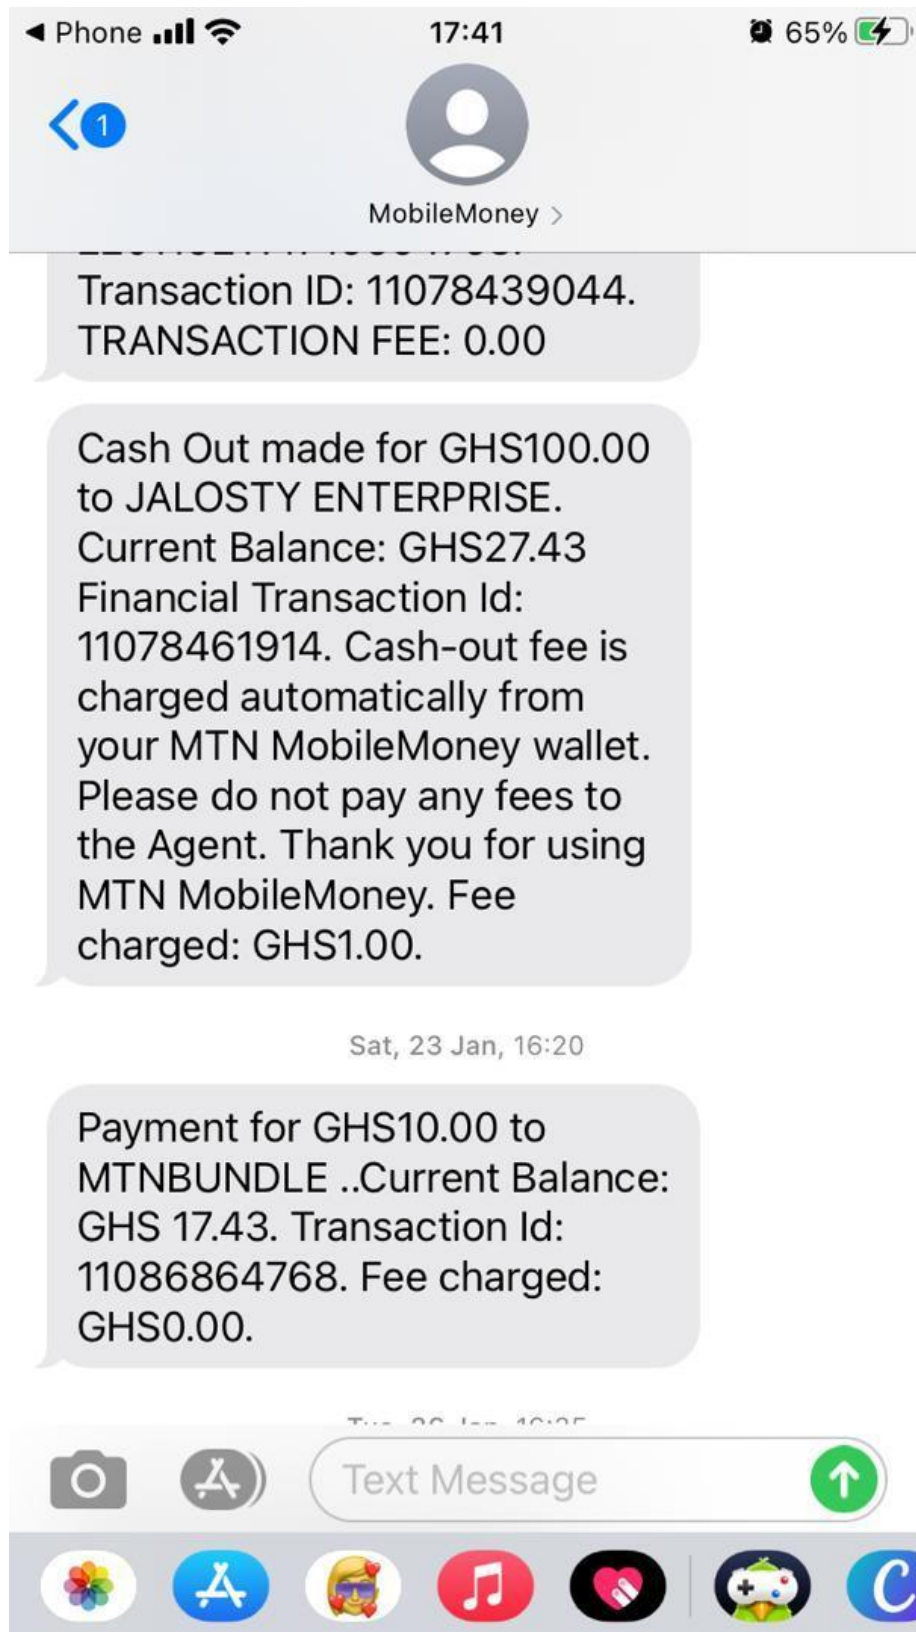 Phone
17:41
65%
1
MobileMoney
Transaction ID: 11078439044.
TRANSACTION FEE: 0.00
Cash Out made for GHS100.00
to JALOSTY ENTERPRISE.
Current Balance: GHS27.43
Financial Transaction Id:
11078461914. Cash-out fee is
charged automatically from
your MTN MobileMoney wallet.
Please do not pay any fees to
the Agent. Thank you for using
MTN MobileMoney. Fee
charged: GHS1.00.
Sat, 23 Jan, 16:20
Payment for GHS10.00 to
MTNBUNDLE ..Current Balance:
GHS 17.43. Transaction Id:
11086864768. Fee charged:
GHS0.00.
Text Message